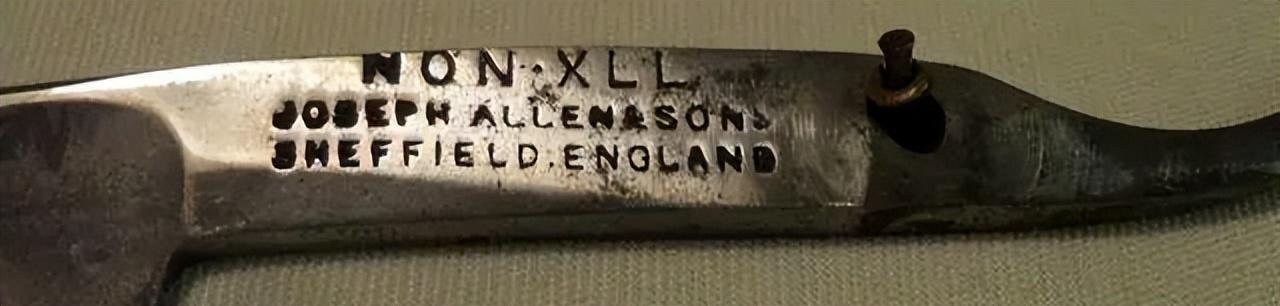 NON·XLL
JOSEPH ALLEN & SONS
SHEFFIELD.ENGLAND